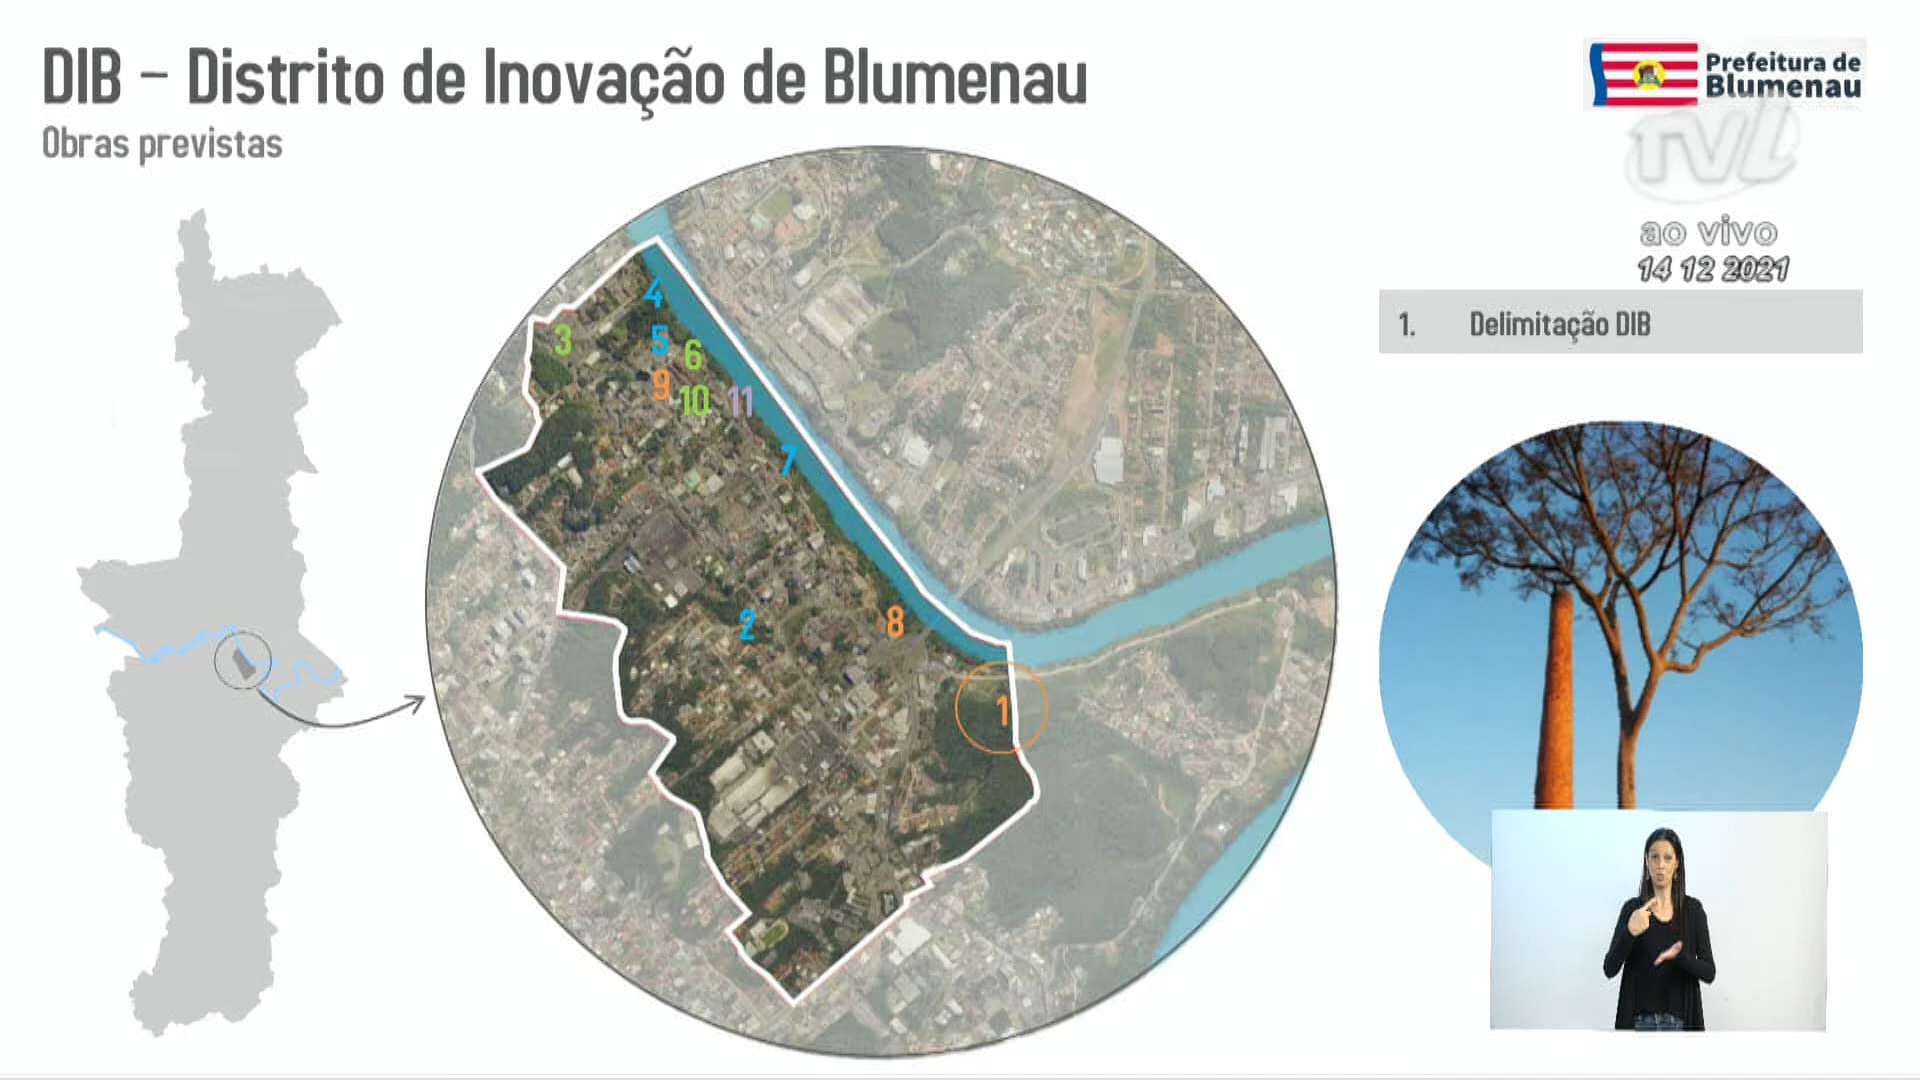 DIB – Distrito de Inovação de Blumenau
Obras previstas
Prefeitura de
Blumenau
TVL
ao vivo
14 12 2021
1. Delimitação DIB
4
3
5
6
9
10
11
7
2
8
1